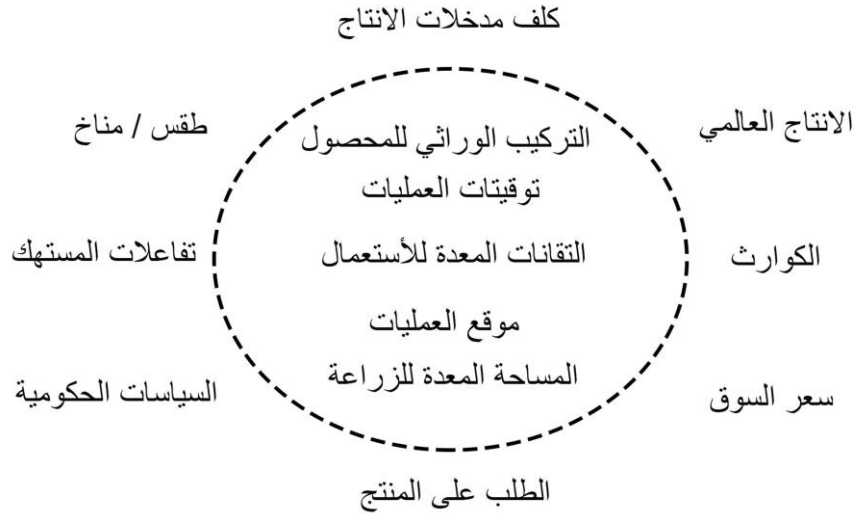 كلف مدخلات الانتاج
الانتاج العالمي
طقس / مناخ
التركيب الوراثي للمحصول
توقيتات العمليات
الكوارث
التقانات المعدة للأستعمال
تفاعلات المستهك
موقع العمليات
المساحة المعدة للزراعة
سعر السوق
السياسات الحكومية
الطلب على المنتج